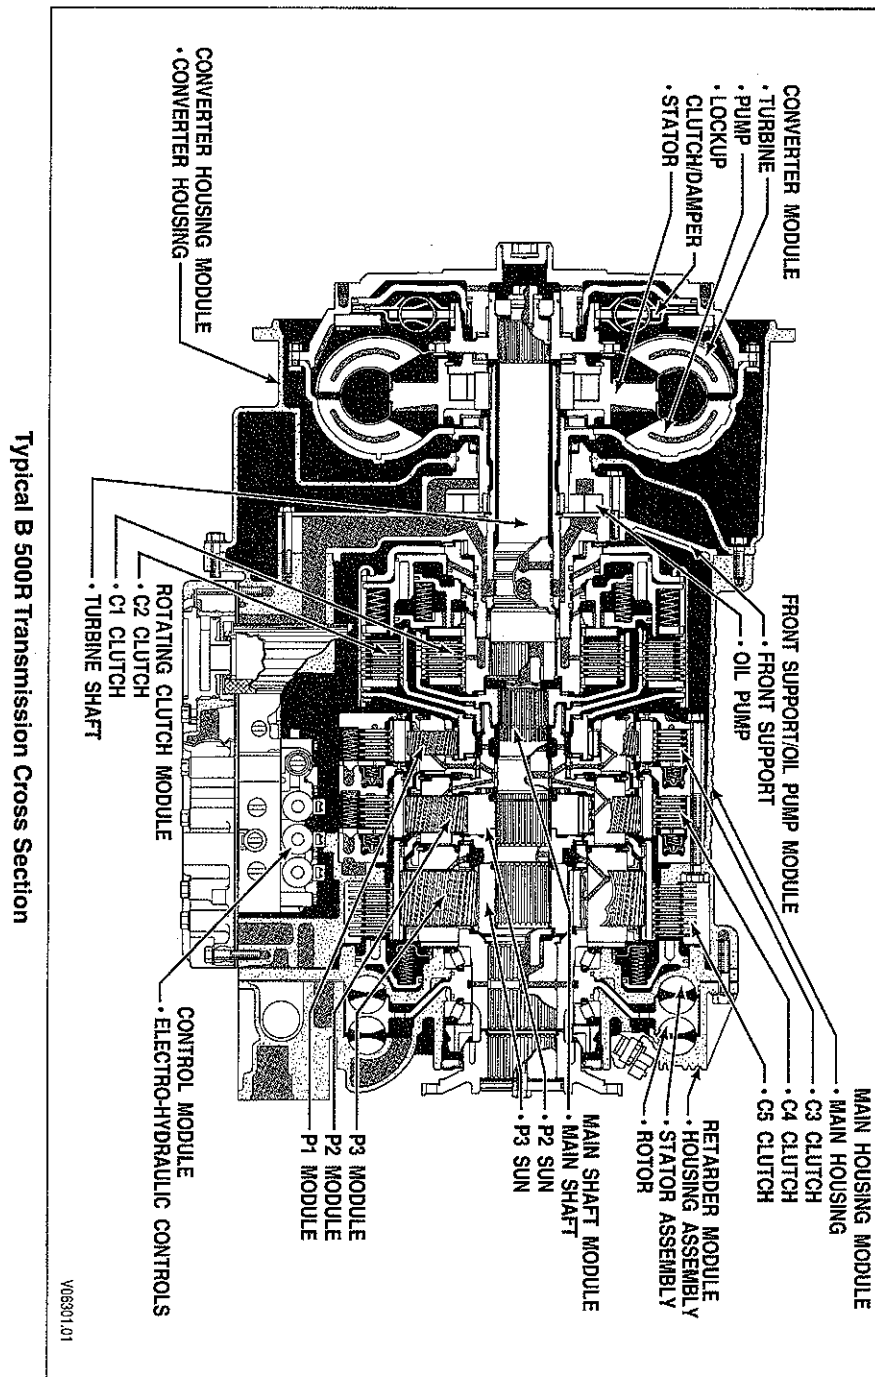 CONVERTER MODULE
• TURBINE
• PUMP
• LOCKUP
CLUTCH/DAMPER
• STATOR
CONVERTER HOUSING MODULE
• CONVERTER HOUSING
FRONT SUPPORT/OIL PUMP MODULE
• FRONT SUPPORT
• OIL PUMP
ROTATING CLUTCH MODULE
• C2 CLUTCH
• C1 CLUTCH
• TURBINE SHAFT
MAIN HOUSING MODULE
• MAIN HOUSING
• C3 CLUTCH
• C4 CLUTCH
• C5 CLUTCH
RETARDER MODULE
• HOUSING ASSEMBLY
• STATOR ASSEMBLY
• ROTOR
MAIN SHAFT MODULE
• MAIN SHAFT
• P2 SUN
• P3 SUN
P3 MODULE
P2 MODULE
P1 MODULE
CONTROL MODULE
• ELECTRO-HYDRAULIC CONTROLS
V06301.01
Typical B 500R Transmission Cross Section